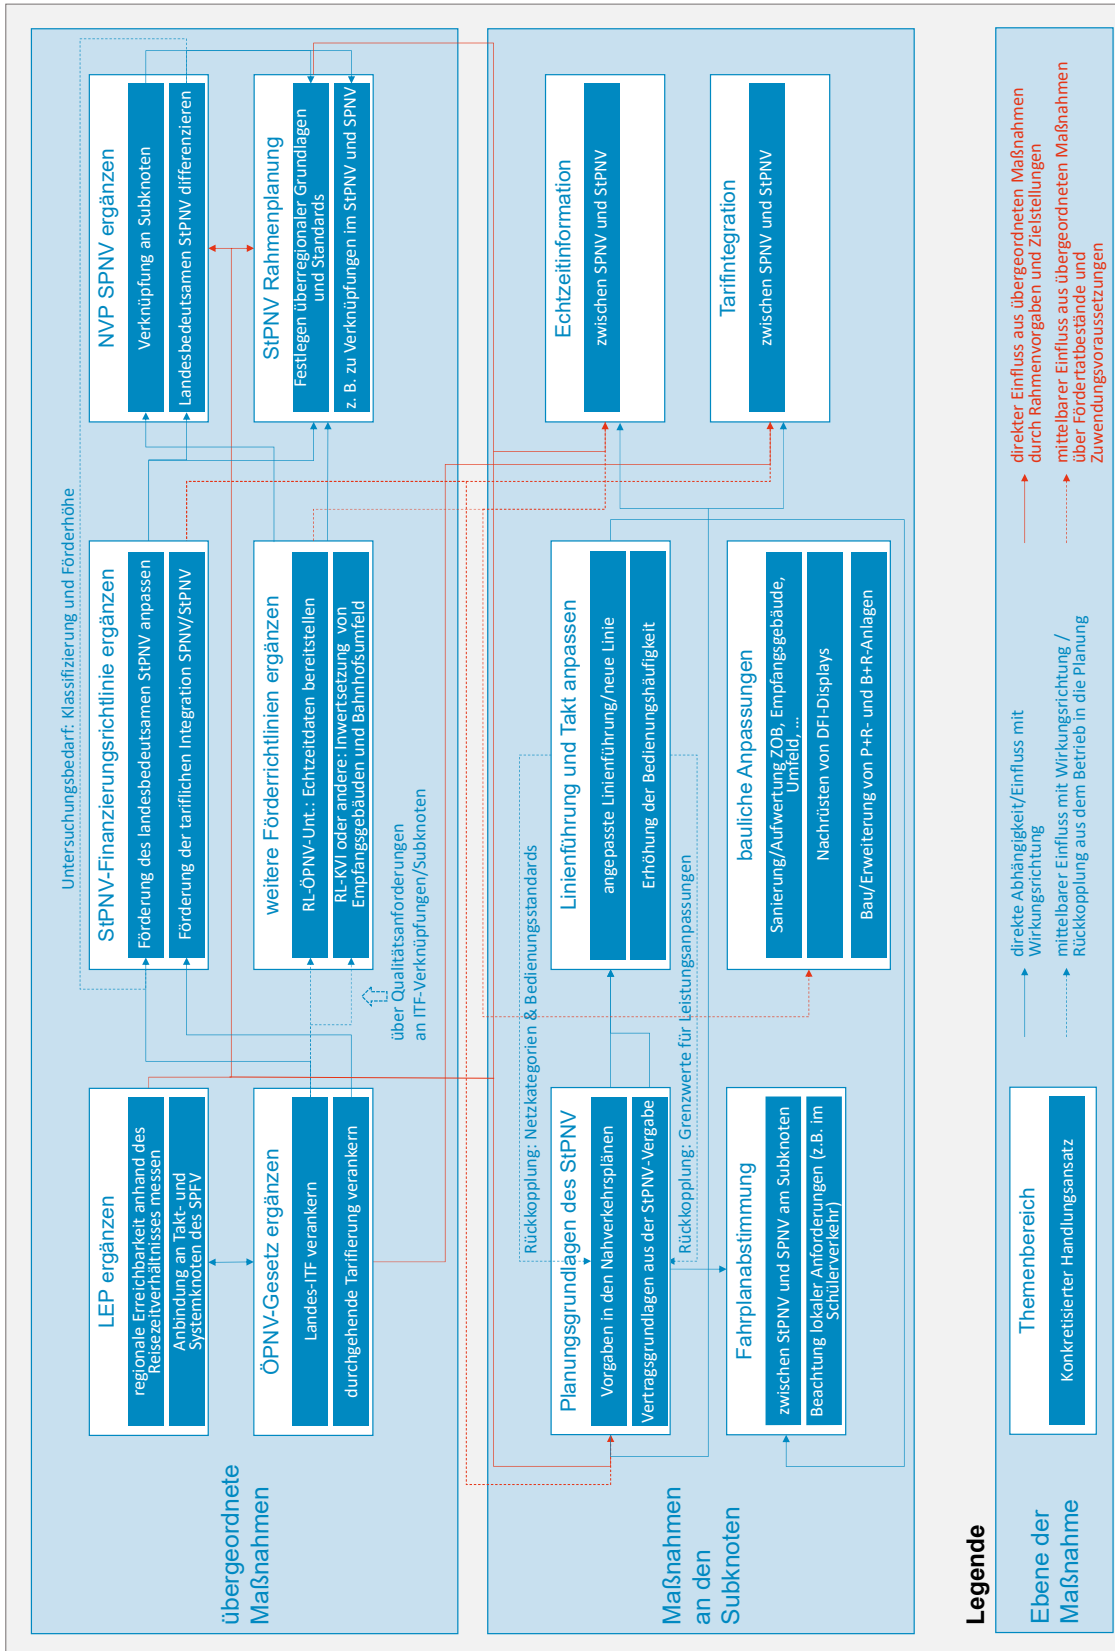 übergeordnete
Maßnahmen
LEP ergänzen
regionale Erreichbarkeit anhand des
Reisezeitverhältnisses messen
Anbindung an Takt- und
Systemknoten des SPFV
ÖPNV-Gesetz ergänzen
Landes-ITF verankern
durchgehende Tarifierung verankern
StPNV-Finanzierungsrichtlinie ergänzen
Förderung des landesbedeutsamen StPNV anpassen
Förderung der tariflichen Integration SPNV/StPNV
weitere Förderrichtlinien ergänzen
RL-ÖPNV-Unt.: Echtzeitdaten bereitstellen
RL-KVI oder andere: Inwertsetzung von
Empfangsgebäuden und Bahnhofsumfeld
über Qualitätsanforderungen
an ITF-Verknüpfungen/Subknoten
Untersuchungsbedarf: Klassifizierung und Förderhöhe
NVP SPNV ergänzen
Verknüpfung an Subknoten
Landesbedeutsamen StPNV differenzieren
StPNV Rahmenplanung
Festlegen überregionaler Grundlagen
und Standards
z. B. zu Verknüpfungen im StPNV und SPNV
Maßnahmen
an den
Subknoten
Rückkopplung: Netzkategorien & Bedienungsstandards
Planungsgrundlagen des StPNV
Vorgaben in den Nahverkehrsplänen
Vertragsgrundlagen aus der StPNV-Vergabe
Rückkopplung: Grenzwerte für Leistungsanpassungen
Fahrplanabstimmung
zwischen StPNV und SPNV am Subknoten
Beachtung lokaler Anforderungen (z.B. im
Schülerverkehr)
Linienführung und Takt anpassen
angepasste Linienführung/neue Linie
Erhöhung der Bedienungshäufigkeit
bauliche Anpassungen
Sanierung/Aufwertung ZOB, Empfangsgebäude,
Umfeld, ...
Nachrüsten von DFI-Displays
Bau/Erweiterung von P+R- und B+R-Anlagen
Echtzeitinformation
zwischen SPNV und StPNV
Tarifintegration
zwischen SPNV und StPNV
Legende
Ebene der
Maßnahme
Themenbereich
Konkretisierter Handlungsansatz
direkte Abhängigkeit/Einfluss mit
Wirkungsrichtung
mittelbarer Einfluss mit Wirkungsrichtung /
Rückkopplung aus dem Betrieb in die Planung
direkter Einfluss aus übergeordneten Maßnahmen
durch Rahmenvorgaben und Zielstellungen
mittelbarer Einfluss aus übergeordneten Maßnahmen
über Fördertatbestände und
Zuwendungsvoraussetzungen